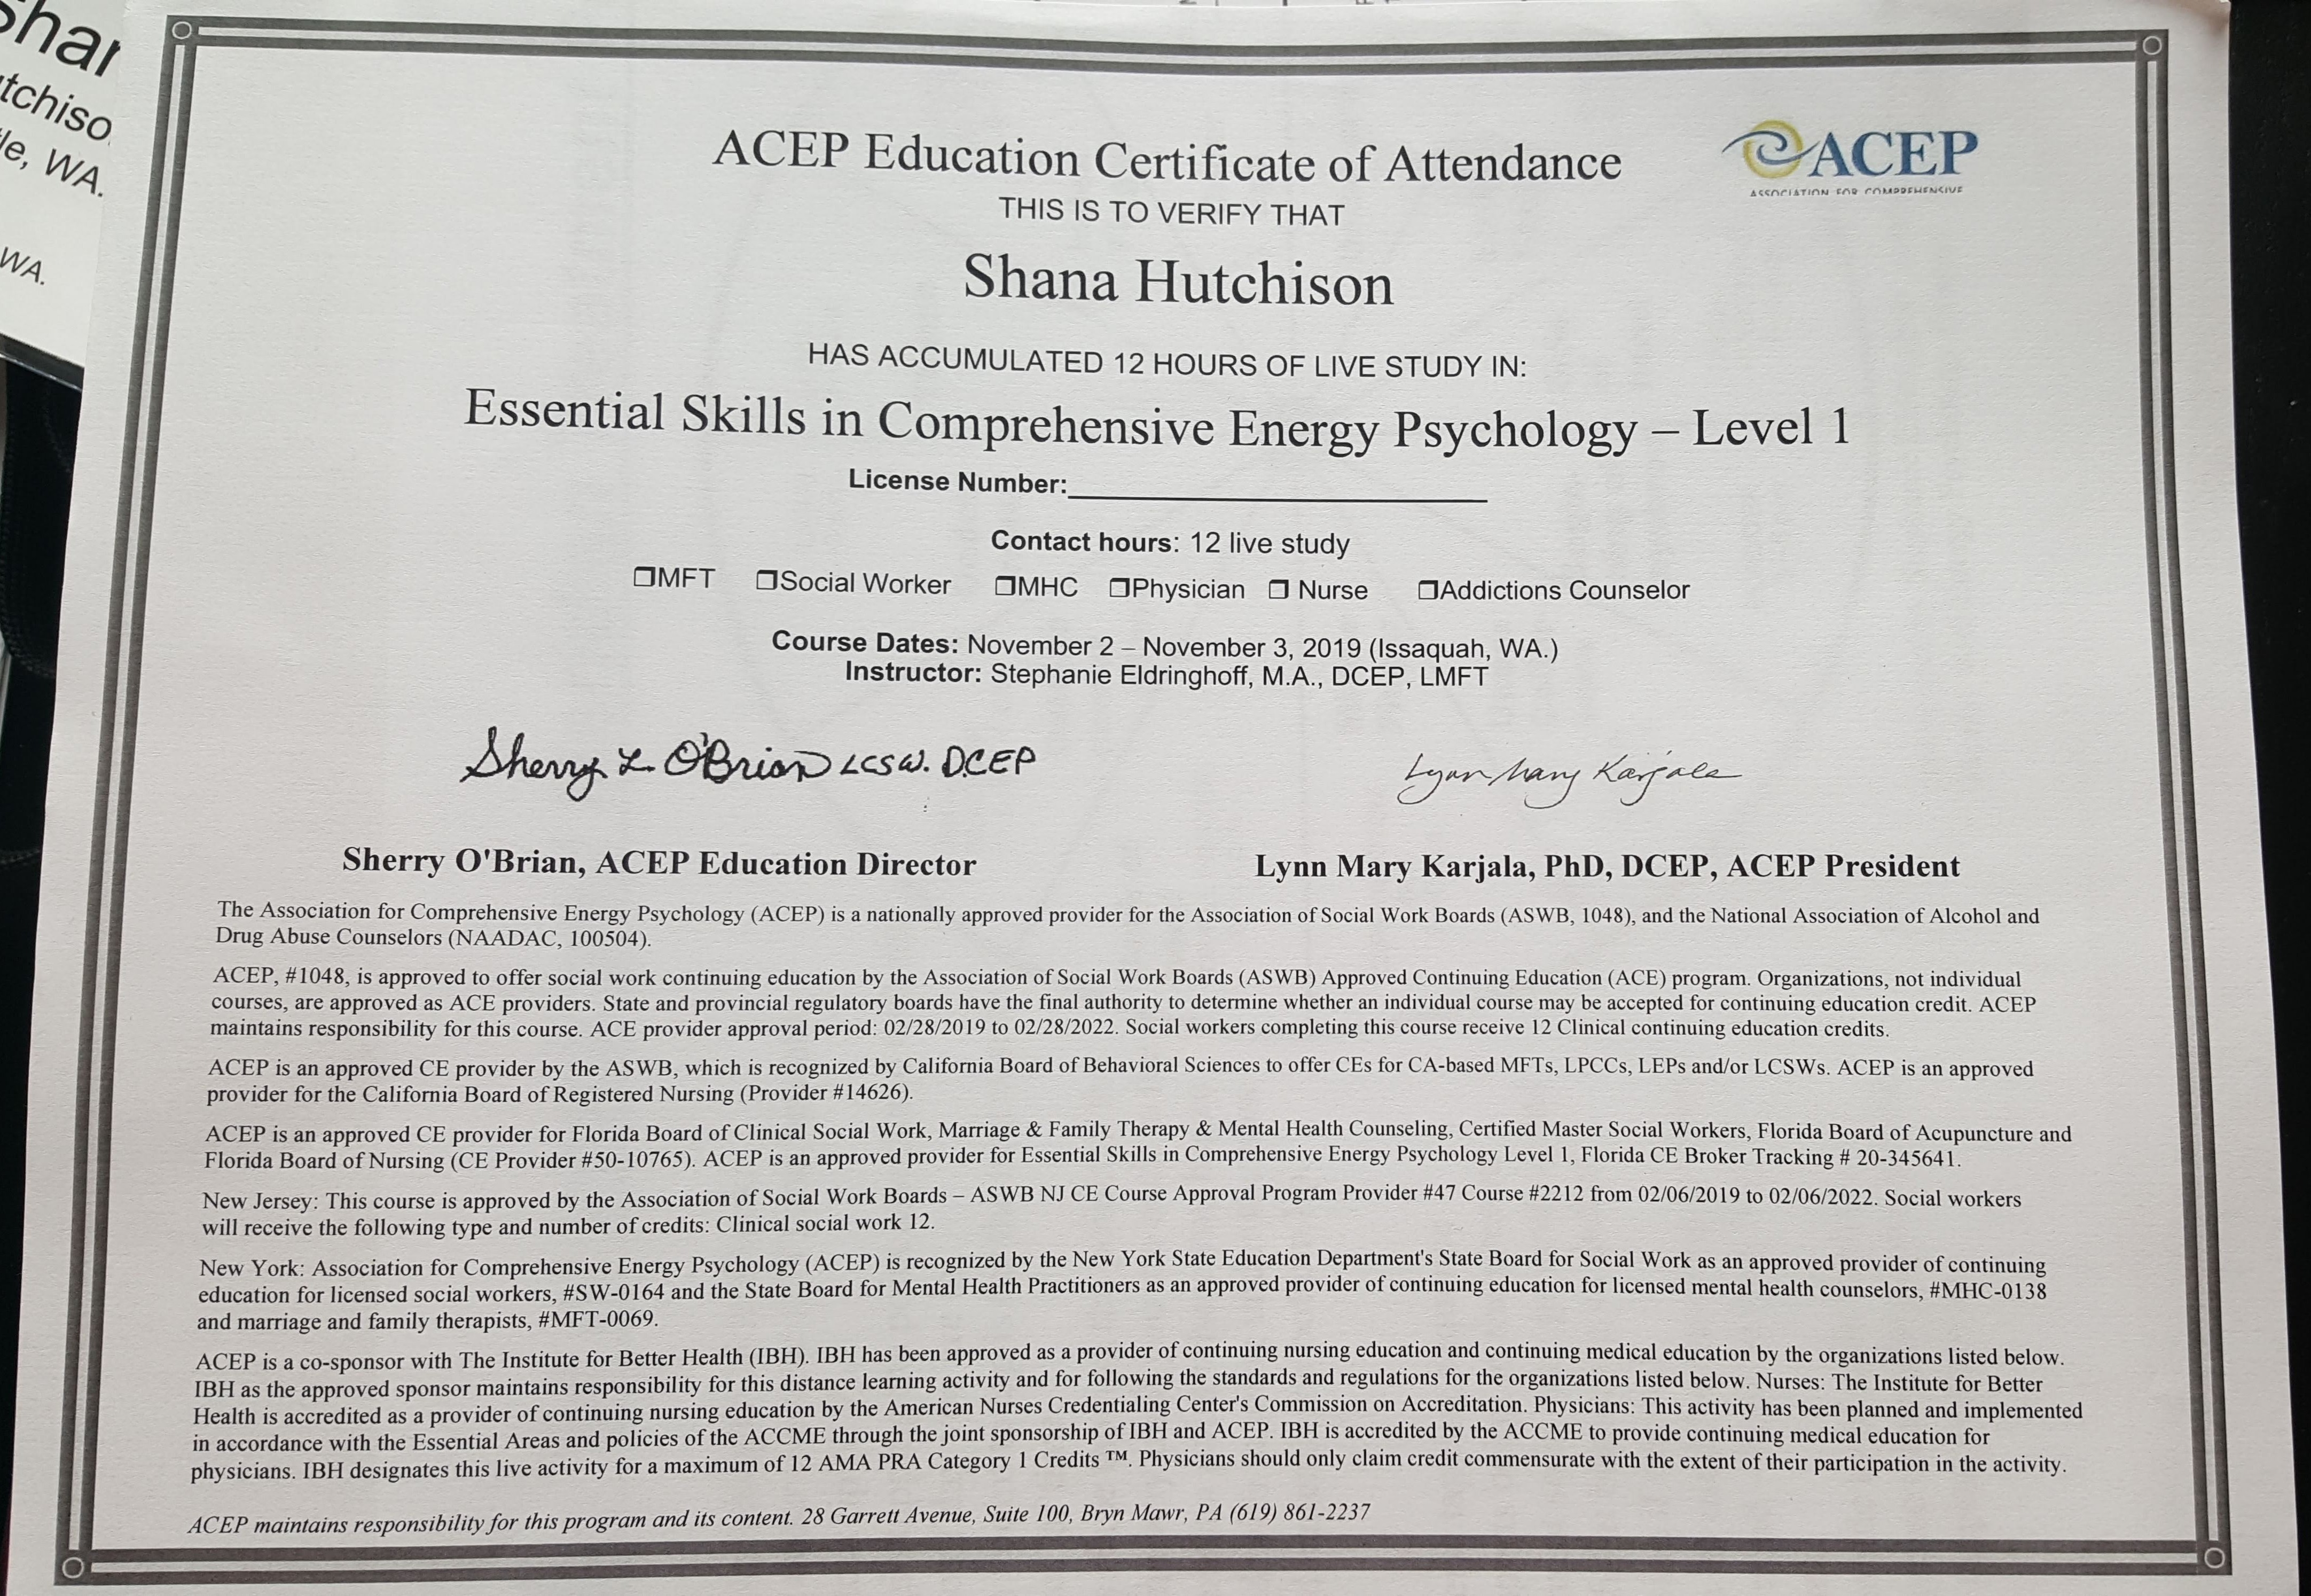 tchiso
WA.
WA.
ACEP Education Certificate of Attendance
ACEP
ASSOCIATION FOR COMPREHENSIVE
THIS IS TO VERIFY THAT
Shana Hutchison
HAS ACCUMULATED 12 HOURS OF LIVE STUDY IN:
Essential Skills in Comprehensive Energy Psychology – Level 1
License Number:
Contact hours: 12 live study
❒MFT ❒Social Worker ❒MHC ❒Physician ❒ Nurse ❒Addictions Counselor
Course Dates: November 2 – November 3, 2019 (Issaquah, WA.)
Instructor: Stephanie Eldringhoff, M.A., DCEP, LMFT
Sherry L O'Brian LCSW. DCEP
Lynn Mary Karjala
Sherry O'Brian, ACEP Education Director
Lynn Mary Karjala, PhD, DCEP, ACEP President
The Association for Comprehensive Energy Psychology (ACEP) is a nationally approved provider for the Association of Social Work Boards (ASWB, 1048), and the National Association of Alcohol and
Drug Abuse Counselors (NAADAC, 100504).
ACEP, #1048, is approved to offer social work continuing education by the Association of Social Work Boards (ASWB) Approved Continuing Education (ACE) program. Organizations, not individual
courses, are approved as ACE providers. State and provincial regulatory boards have the final authority to determine whether an individual course may be accepted for continuing education credit. ACEP
maintains responsibility for this course. ACE provider approval period: 02/28/2019 to 02/28/2022. Social workers completing this course receive 12 Clinical continuing education credits.
ACEP is an approved CE provider by the ASWB, which is recognized by California Board of Behavioral Sciences to offer CEs for CA-based MFTs, LPCCs, LEPs and/or LCSWs. ACEP is an approved
provider for the California Board of Registered Nursing (Provider #14626).
ACEP is an approved CE provider for Florida Board of Clinical Social Work, Marriage & Family Therapy & Mental Health Counseling, Certified Master Social Workers, Florida Board of Acupuncture and
Florida Board of Nursing (CE Provider #50-10765). ACEP is an approved provider for Essential Skills in Comprehensive Energy Psychology Level 1, Florida CE Broker Tracking # 20-345641.
New Jersey: This course is approved by the Association of Social Work Boards – ASWB NJ CE Course Approval Program Provider #47 Course #2212 from 02/06/2019 to 02/06/2022. Social workers
will receive the following type and number of credits: Clinical social work 12.
New York: Association for Comprehensive Energy Psychology (ACEP) is recognized by the New York State Education Department's State Board for Social Work as an approved provider of continuing
education for licensed social workers, #SW-0164 and the State Board for Mental Health Practitioners as an approved provider of continuing education for licensed mental health counselors, #MHC-0138
and marriage and family therapists, #MFT-0069.
ACEP is a co-sponsor with The Institute for Better Health (IBH). IBH has been approved as a provider of continuing nursing education and continuing medical education by the organizations listed below.
IBH as the approved sponsor maintains responsibility for this distance learning activity and for following the standards and regulations for the organizations listed below. Nurses: The Institute for Better
Health is accredited as a provider of continuing nursing education by the American Nurses Credentialing Center's Commission on Accreditation. Physicians: This activity has been planned and implemented
in accordance with the Essential Areas and policies of the ACCME through the joint sponsorship of IBH and ACEP. IBH is accredited by the ACCME to provide continuing medical education for
physicians. IBH designates this live activity for a maximum of 12 AMA PRA Category 1 Credits ™. Physicians should only claim credit commensurate with the extent of their participation in the activity.
ACEP maintains responsibility for this program and its content. 28 Garrett Avenue, Suite 100, Bryn Mawr, PA (619) 861-2237